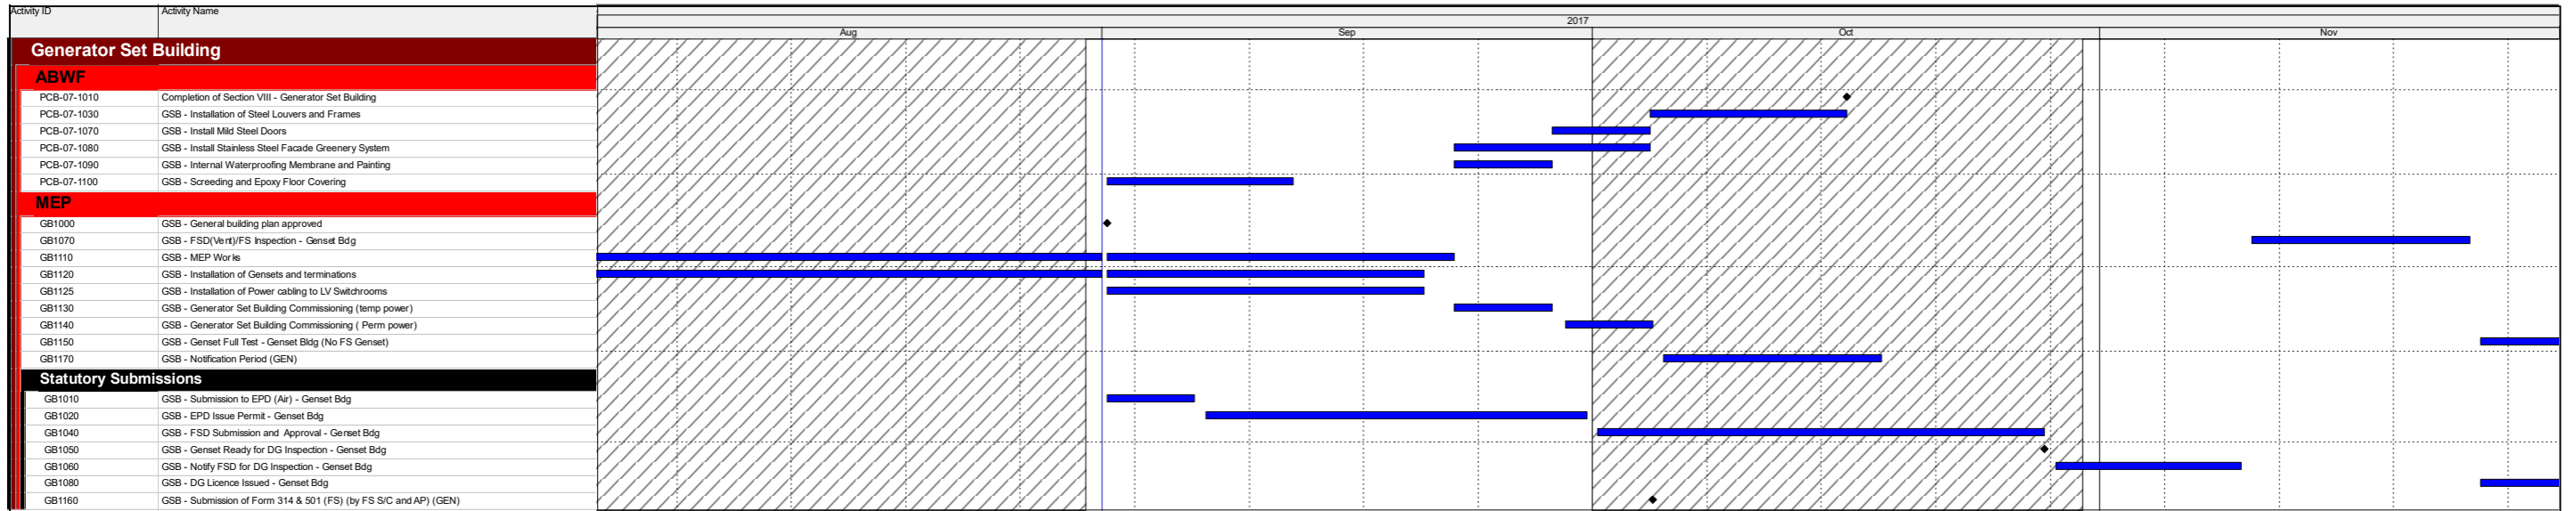 Activity ID Activity Name
2017
Aug Sep Oct Nov
Generator Set Building
ABWF
PCB-07-1010 Completion of Section VIII - Generator Set Building
PCB-07-1030 GSB - Installation of Steel Louvers and Frames
PCB-07-1070 GSB - Install Mild Steel Doors
PCB-07-1080 GSB - Install Stainless Steel Facade Greenery System
PCB-07-1090 GSB - Internal Waterproofing Membrane and Painting
PCB-07-1100 GSB - Screeding and Epoxy Floor Covering
MEP
GB1000 GSB - General building plan approved
GB1070 GSB - FSD(Vent)/FS Inspection - Genset Bdg
GB1110 GSB - MEP Works
GB1120 GSB - Installation of Gensets and terminations
GB1125 GSB - Installation of Power cabling to LV Switchrooms
GB1130 GSB - Generator Set Building Commissioning (temp power)
GB1140 GSB - Generator Set Building Commissioning ( Perm power)
GB1150 GSB - Genset Full Test - Genset Bldg (No FS Genset)
GB1170 GSB - Notification Period (GEN)
Statutory Submissions
GB1010 GSB - Submission to EPD (Air) - Genset Bdg
GB1020 GSB - EPD Issue Permit - Genset Bdg
GB1040 GSB - FSD Submission and Approval - Genset Bdg
GB1050 GSB - Genset Ready for DG Inspection - Genset Bdg
GB1060 GSB - Notify FSD for DG Inspection - Genset Bdg
GB1080 GSB - DG Licence Issued - Genset Bdg
GB1160 GSB - Submission of Form 314 & 501 (FS) (by FS S/C and AP) (GEN)